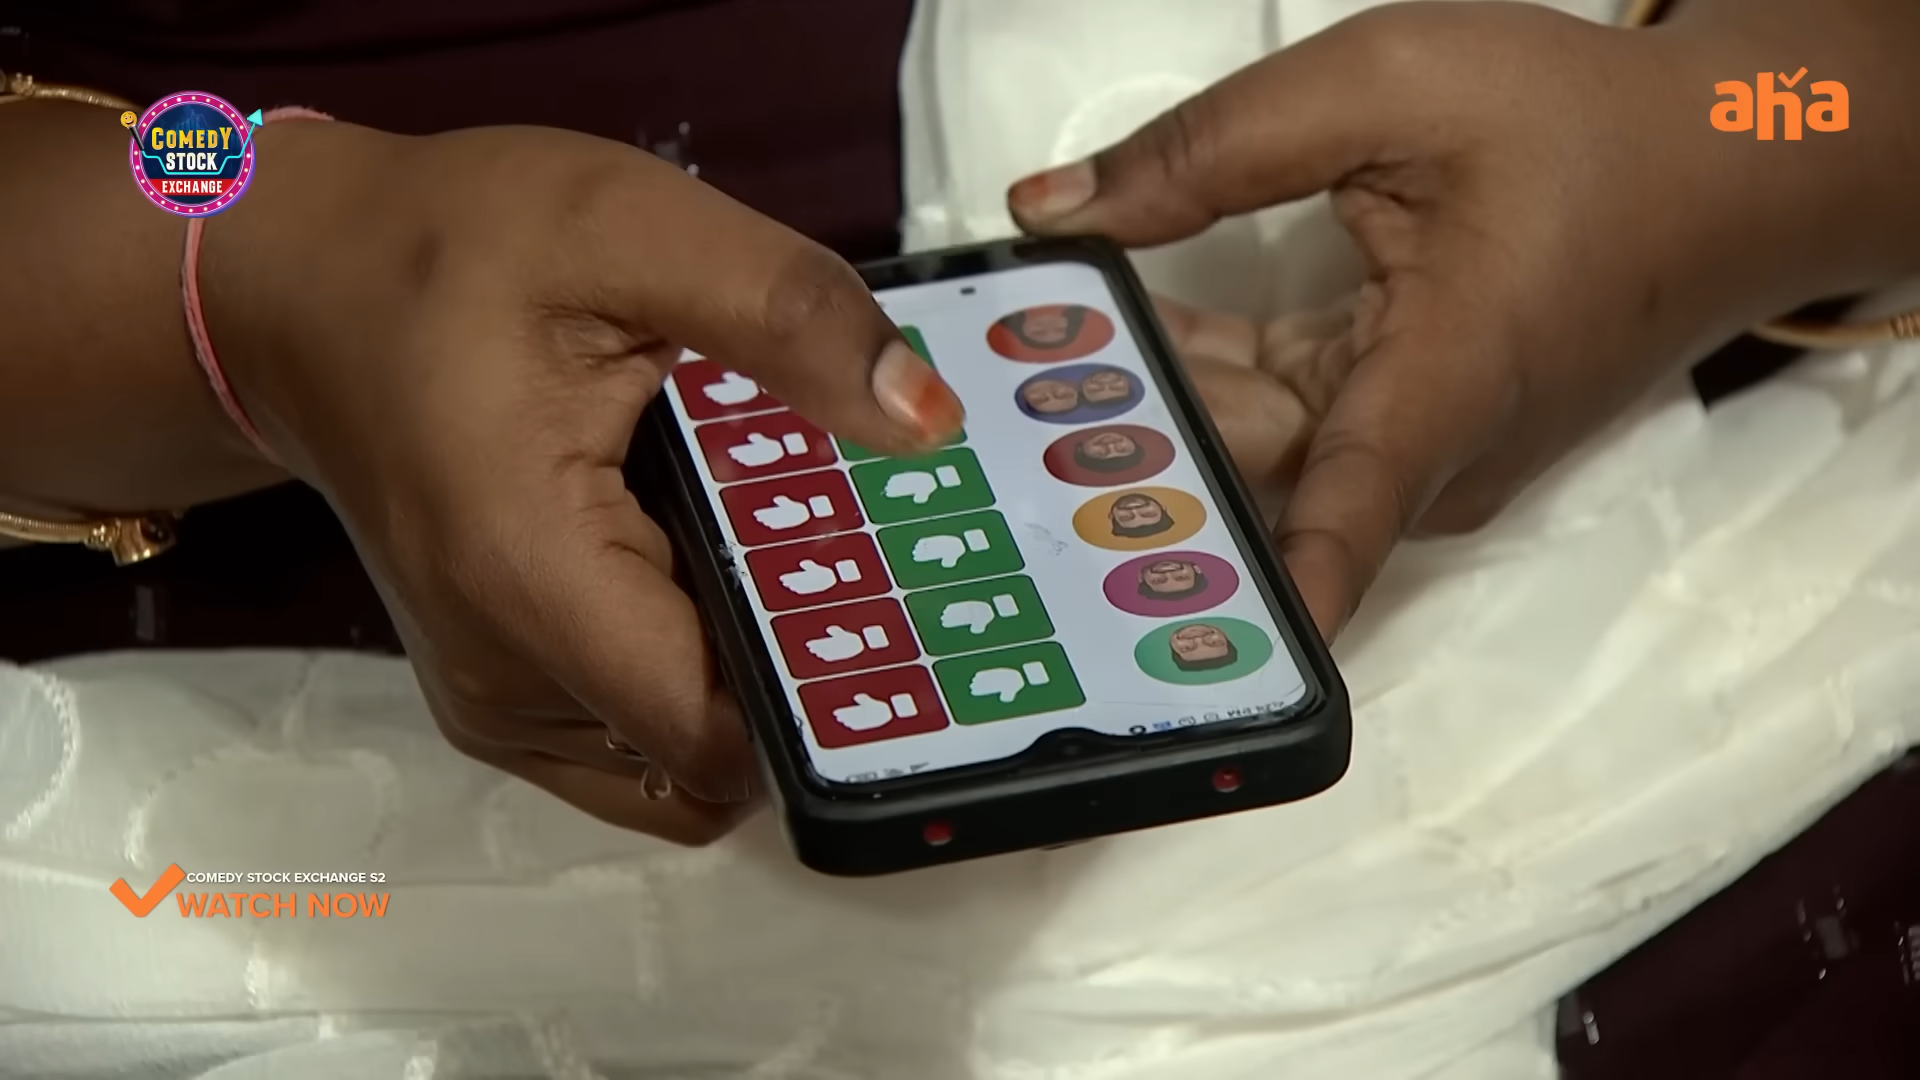 COMEDY
STOCK
EXCHANGE
aha
COMEDY STOCK EXCHANGE S2
WATCH NOW